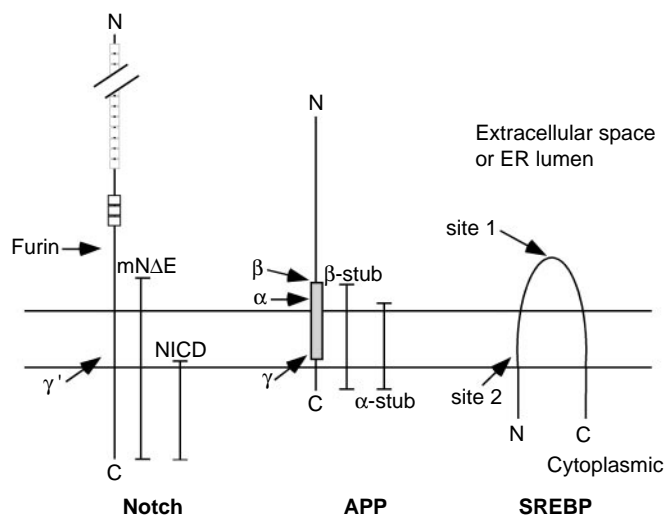 N
N
Extracellular space
or ER lumen
site 1
Furin
mNΔE
β
β-stub
α
NICD
γ '
γ
site 2
C
α-stub
N
C
C
Cytoplasmic
Notch
APP
SREBP